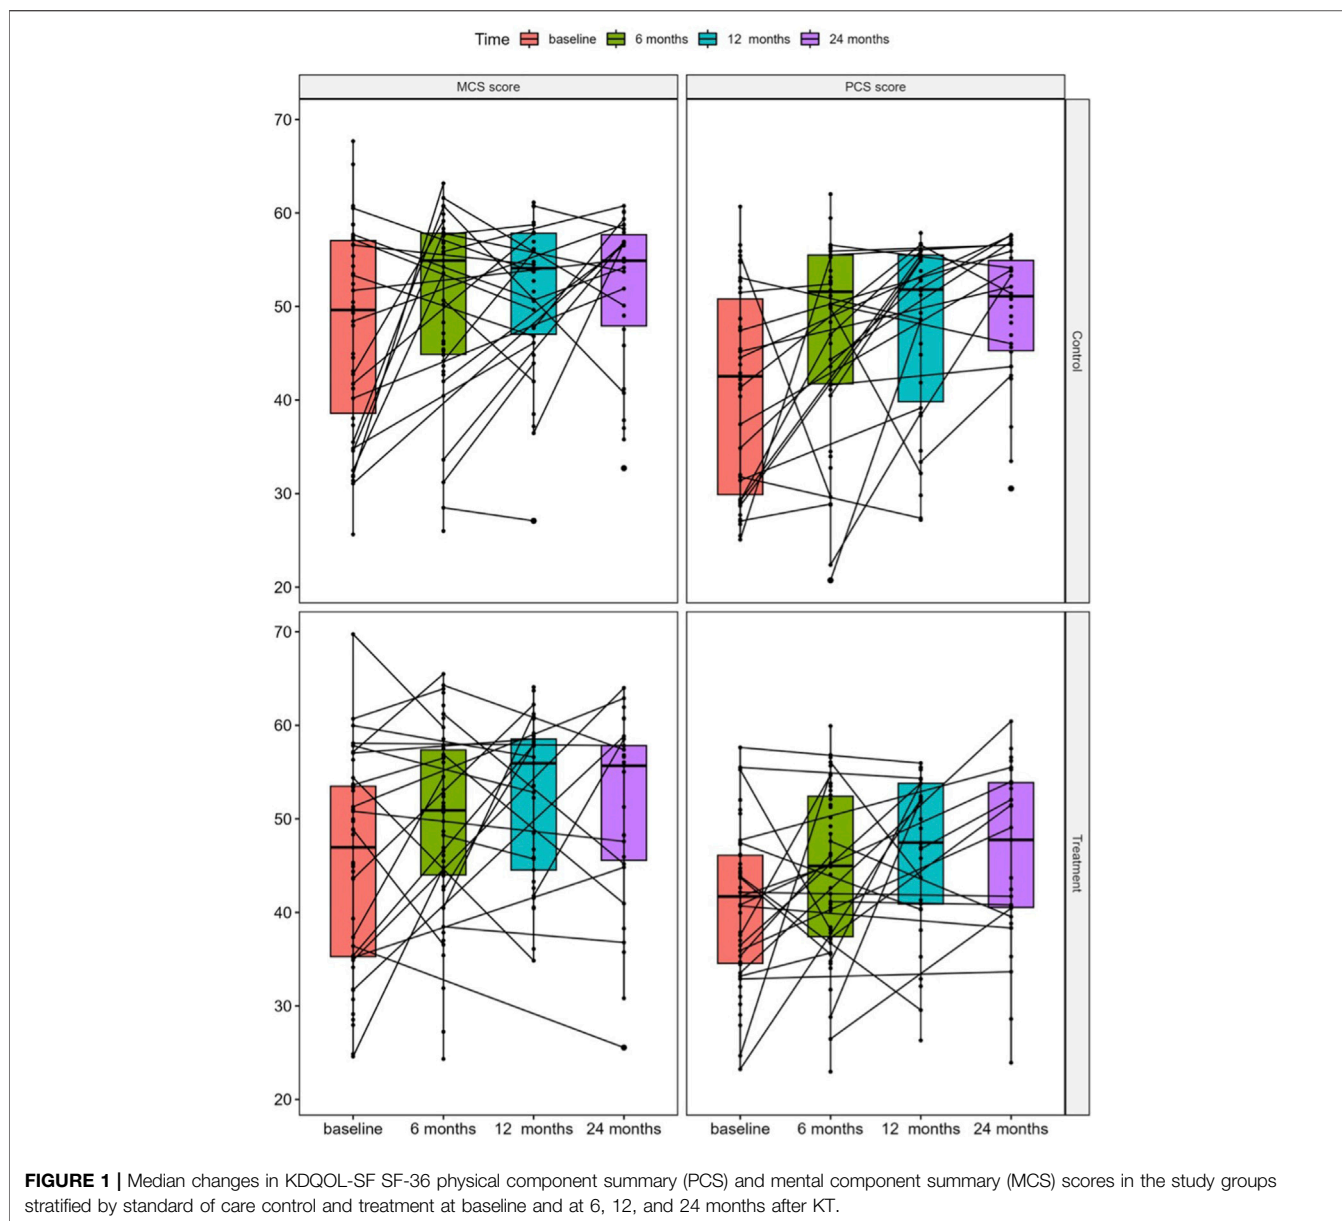 Time baseline 6 months 12 months 24 months
MCS score PCS score
70
60
50
40
30
20
Control
70
60
50
40
30
20
Treatment
baseline 6 months 12 months 24 months baseline 6 months 12 months 24 months
FIGURE 1 | Median changes in KDQOL-SF SF-36 physical component summary (PCS) and mental component summary (MCS) scores in the study groups
stratified by standard of care control and treatment at baseline and at 6, 12, and 24 months after KT.